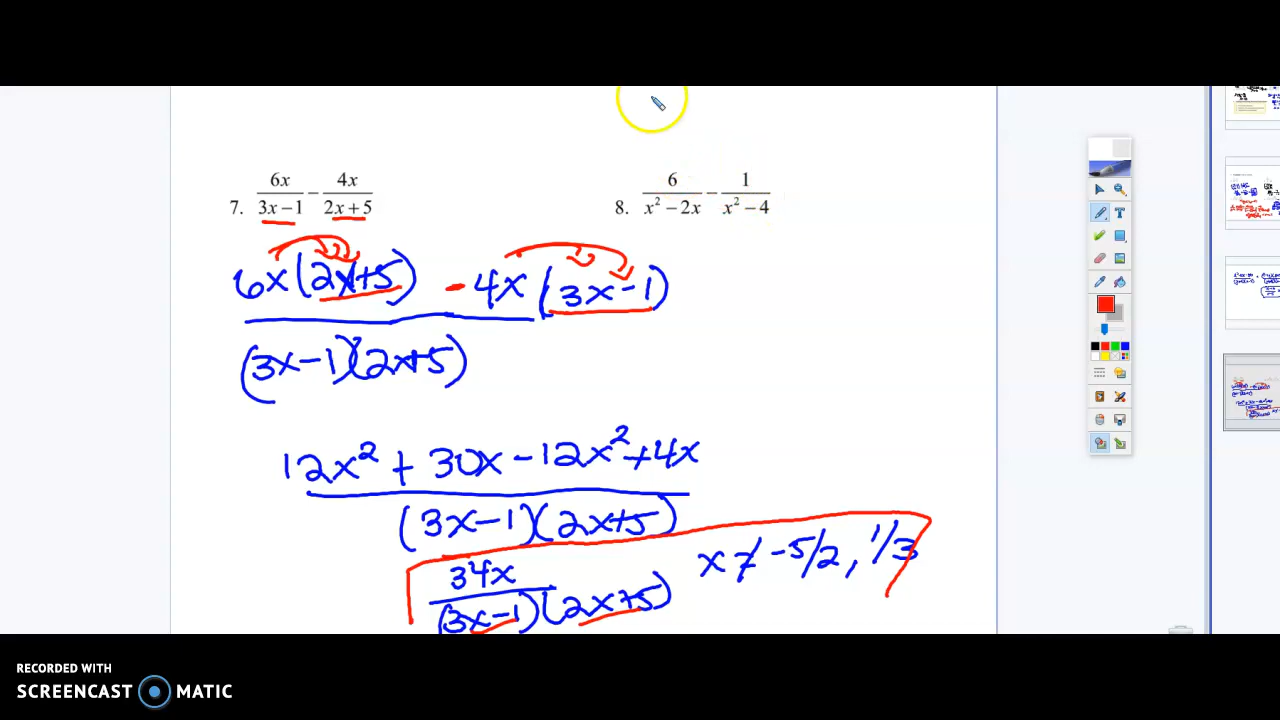 7. 6x/(3x − 1) − 4x/(2x + 5)
8. 6/(x² − 2x) − 1/(x² − 4)
6x(2x+5) - 4x(3x-1)
(3x-1)(2x+5)
12x² + 30x - 12x² + 4x
(3x-1)(2x+5)
34x
(3x-1)(2x+5)
x ≠ -5/2, 1/3
RECORDED WITH
SCREENCAST MATIC